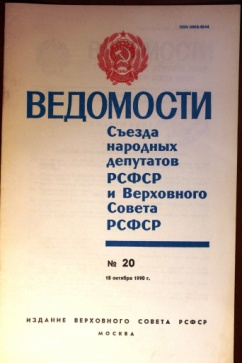 ВЕДОМОСТИ
Съезда
народных
депутатов
РСФСР
и Верховного
Совета
РСФСР
№ 20
18 октября 1990 г.
ИЗДАНИЕ ВЕРХОВНОГО СОВЕТА РСФСР
МОСКВА